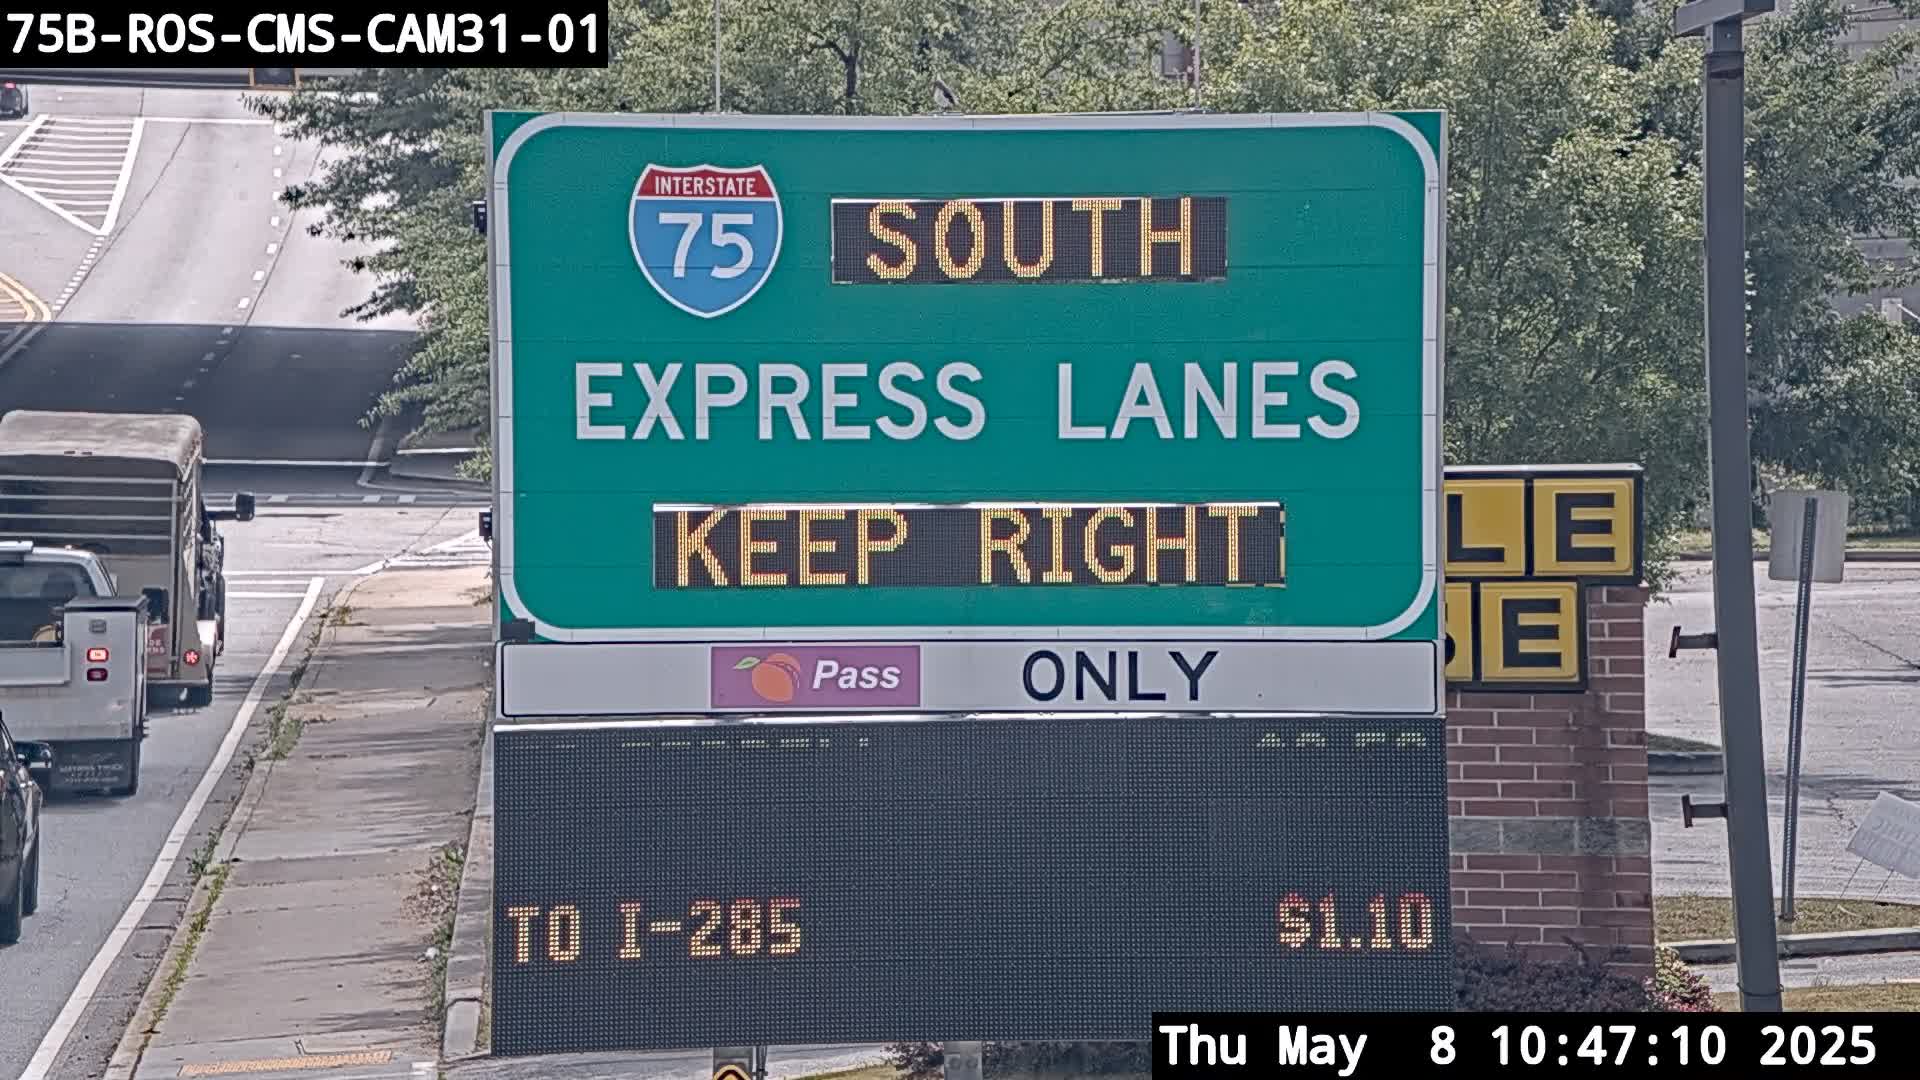 75B-ROS-CMS-CAM31-01
INTERSTATE
75
SOUTH
EXPRESS LANES
KEEP RIGHT
Pass ONLY
TO I-285 $1.10
LE
E
Thu May 8 10:47:10 2025